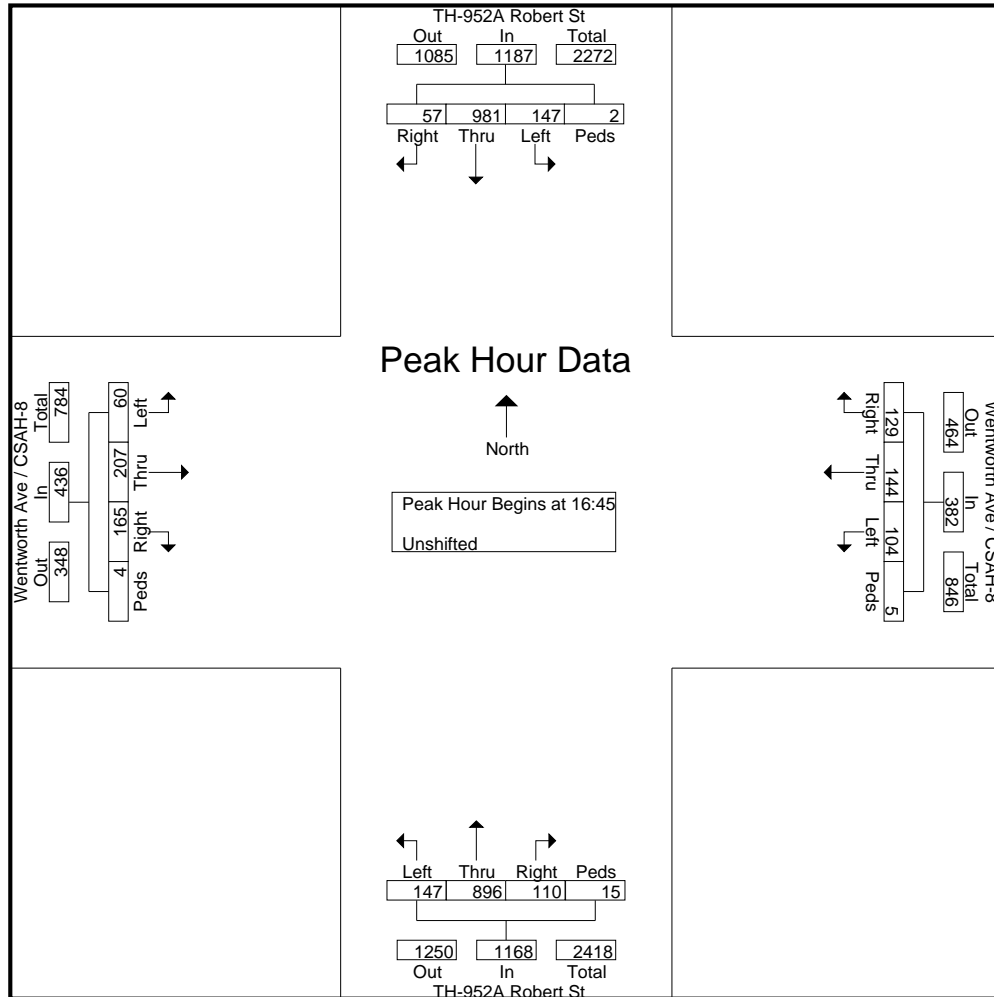 TH-952A Robert St
Out In Total
1085 1187 2272
57 981 147 2
Right Thru Left Peds
Peak Hour Data
North
Peak Hour Begins at 16:45
Unshifted
Wentworth Ave / CSAH-8
Total In Out
784 436 348
60 207 165 4
Left Thru Right Peds
Wentworth Ave / CSAH-8
Out In Total
464 382 846
129 144 104 5
Right Thru Left Peds
Left Thru Right Peds
147 896 110 15
1250 1168 2418
Out In Total
TH-952A Robert St